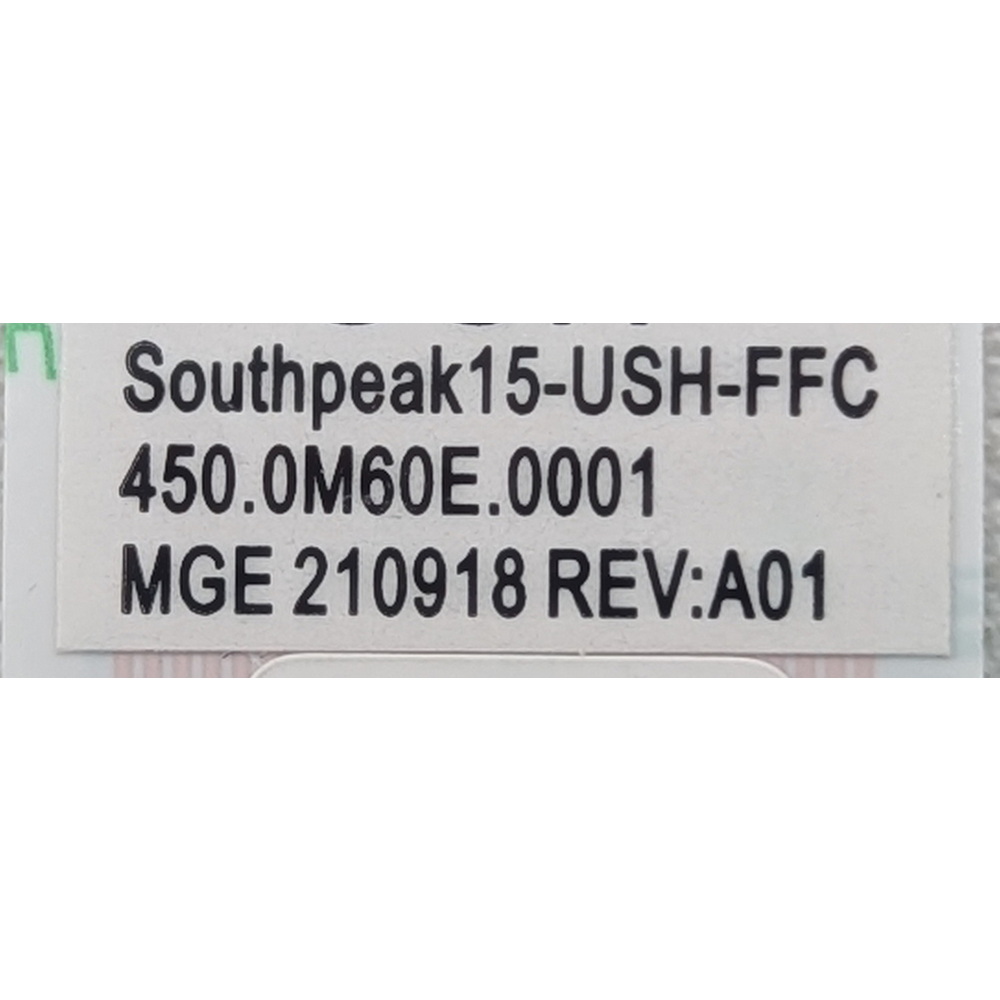 Southpeak15-USH-FFC
450.0M60E.0001
MGE 210918 REV:A01